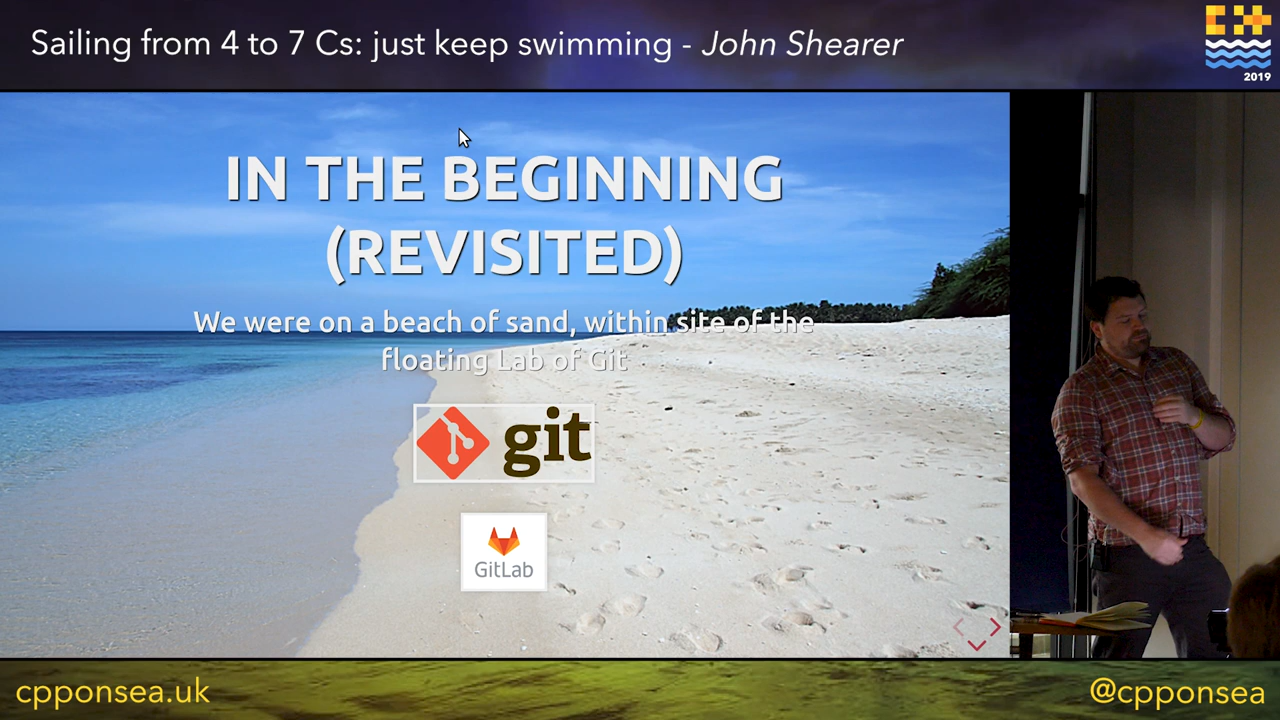 Sailing from 4 to 7 Cs: just keep swimming - John Shearer
2019
IN THE BEGINNING
(REVISITED)
We were on a beach of sand, within site of the
floating Lab of Git
git
GitLab
cpponsea.uk
@cpponsea